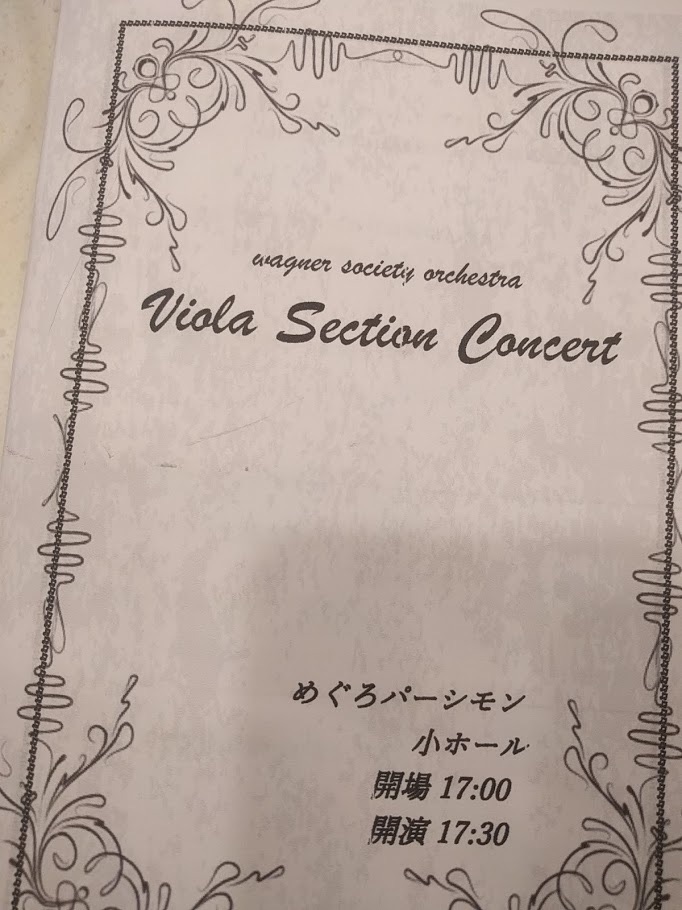 wagner society orchestra
Viola Section Concert
めぐろパーシモン
小ホール
開場 17:00
開演 17:30